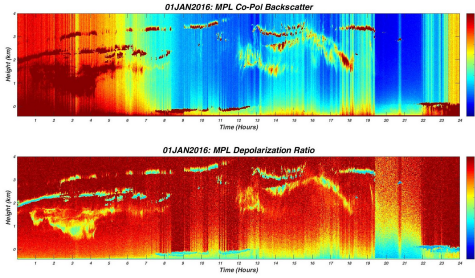 01JAN2016: MPL Co-Pol Backscatter
Height (km)
4
3
2
1
0
1 2 3 4 5 6 7 8 9 10 11 12 13 14 15 16 17 18 19 20 21 22 23 24
Time (Hours)
01JAN2016: MPL Depolarization Ratio
Height (km)
4
3
2
1
0
1 2 3 4 5 6 7 8 9 10 11 12 13 14 15 16 17 18 19 20 21 22 23 24
Time (Hours)